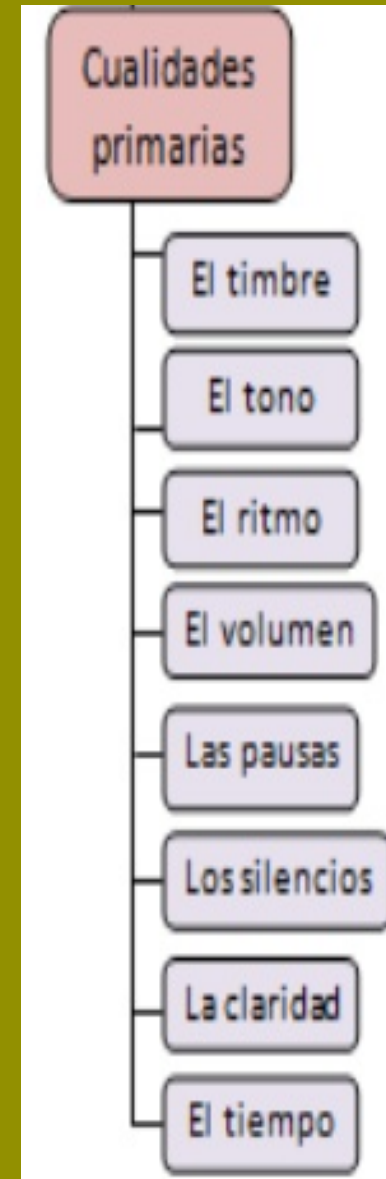 Cualidades
primarias
El timbre
El tono
El ritmo
El volumen
Las pausas
Los silencios
La claridad
El tiempo